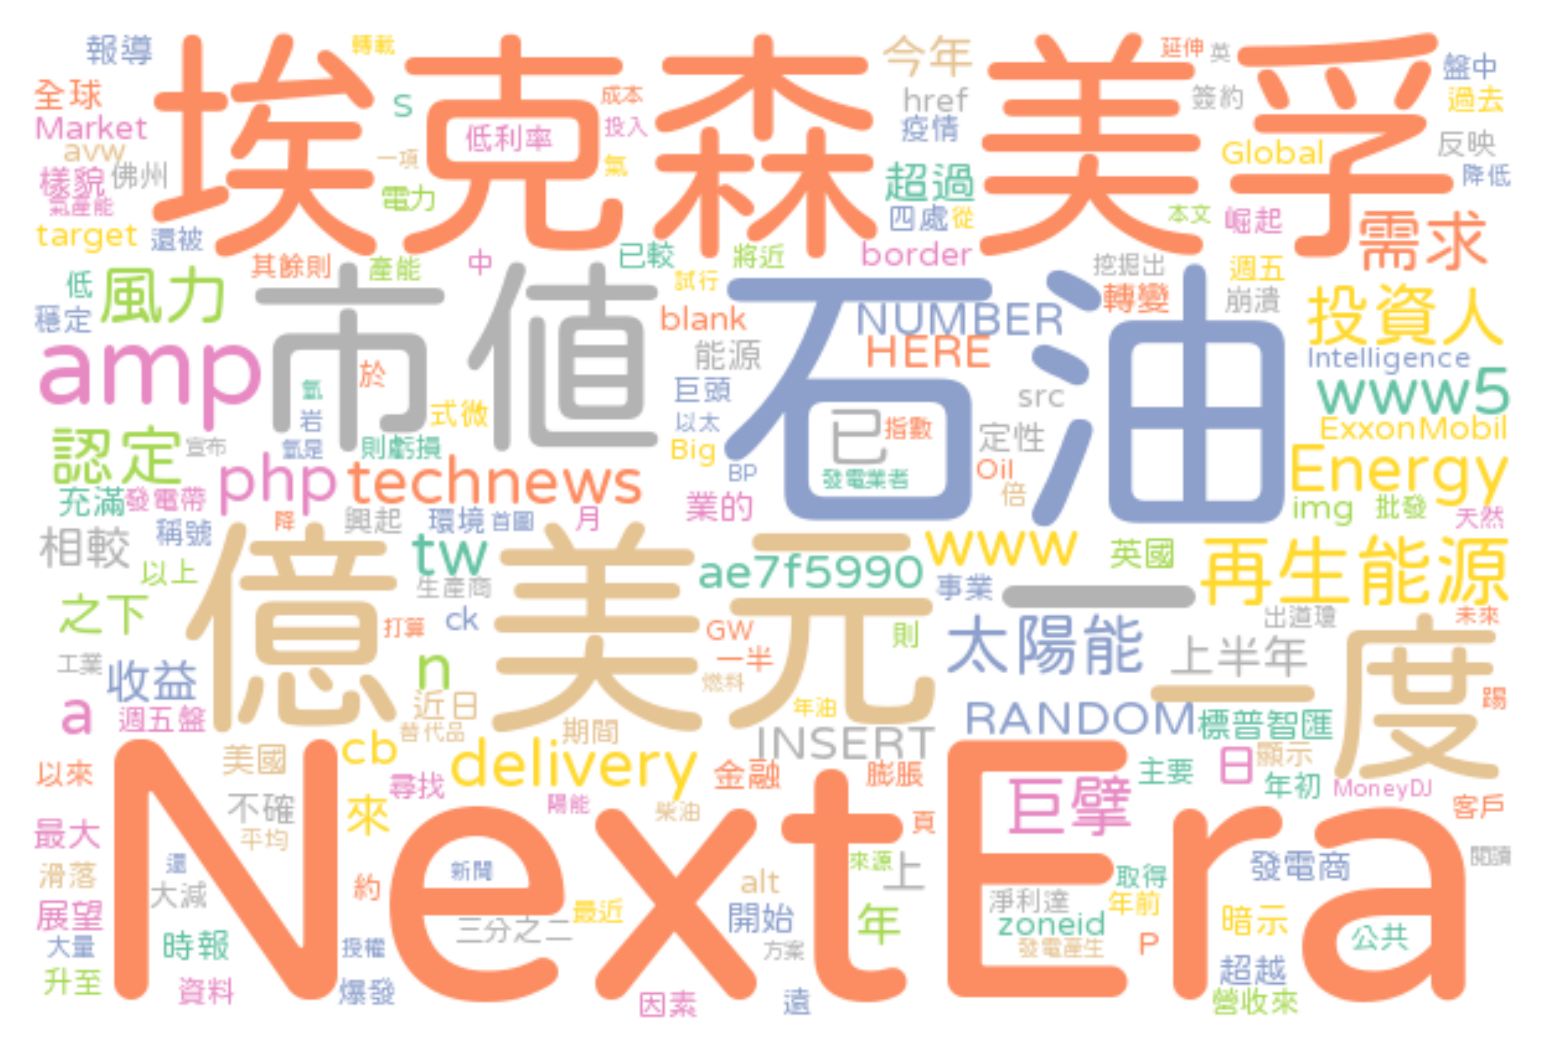 報導
轉載
今年
延伸
英
盤中
埃克森美孚
全球
s
成本
href
簽約
過去
Market
低利率
投入
疫情
反映
avw
一項
氣
Global
樣貌
佛州
電力
超過
降低
氣產能
四處
從
本文
崛起
target
還被
需求
其餘則
產能
中
已較
將近
border
挖掘出
週五
低
風力
試行
轉變
崩潰
投資人
穩定
市值
石油
blank
NUMBER
amp
能源
HERE
Intelligence
於
氫
巨頭
src
www5
岩
式微
以太
已
指數
定性
ExxonMobil
認定
宣布
氫是
則虧損
Big
BP
發電業者
Oil
Energy
php
technews
倍
充滿
發電帶
業的
img
批發
天然
降
興起
環境
首圖
月
相較
稱號
億美元
tw
www
英國
再生能源
以上
生產商
ae7f5990
事業
一
之下
打算
ck
GW
則
太陽能
出道瓊
未來
工業
收益
n
一半
上半年
一度
燃料
近日
年油
踢
a
週五盤
替代品
期間
INSERT
RANDOM
標普智匯
美國
cb
delivery
金融
膨脹
主要
日
顯示
以來
尋找
巨擘
年初
MoneyDJ
不確
來
陽能
柴油
客戶
最大
平均
頁
NextEra
還
新聞
來源
上
發電商
閱讀
滑落
大減
約
alt
取得
展望
三分之二
最近
開始
年
淨利達
年前
暗示
大量
時報
授權
方案
zoneid
發電產生
P
公共
升至
資料
爆發
因素
遠
超越
營收來